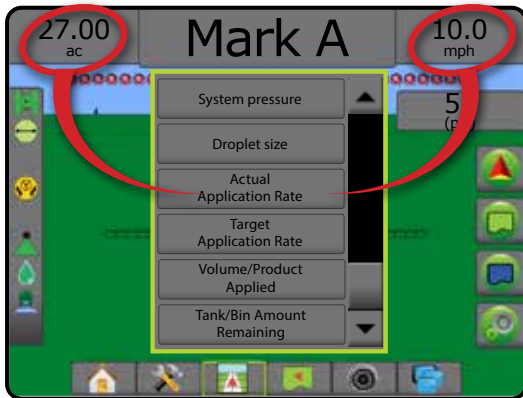 27.00
ac
Mark A
10.0
mph
5
System pressure
Droplet size
Actual
Application Rate
Target
Application Rate
Volume/Product
Applied
Tank/Bin Amount
Remaining